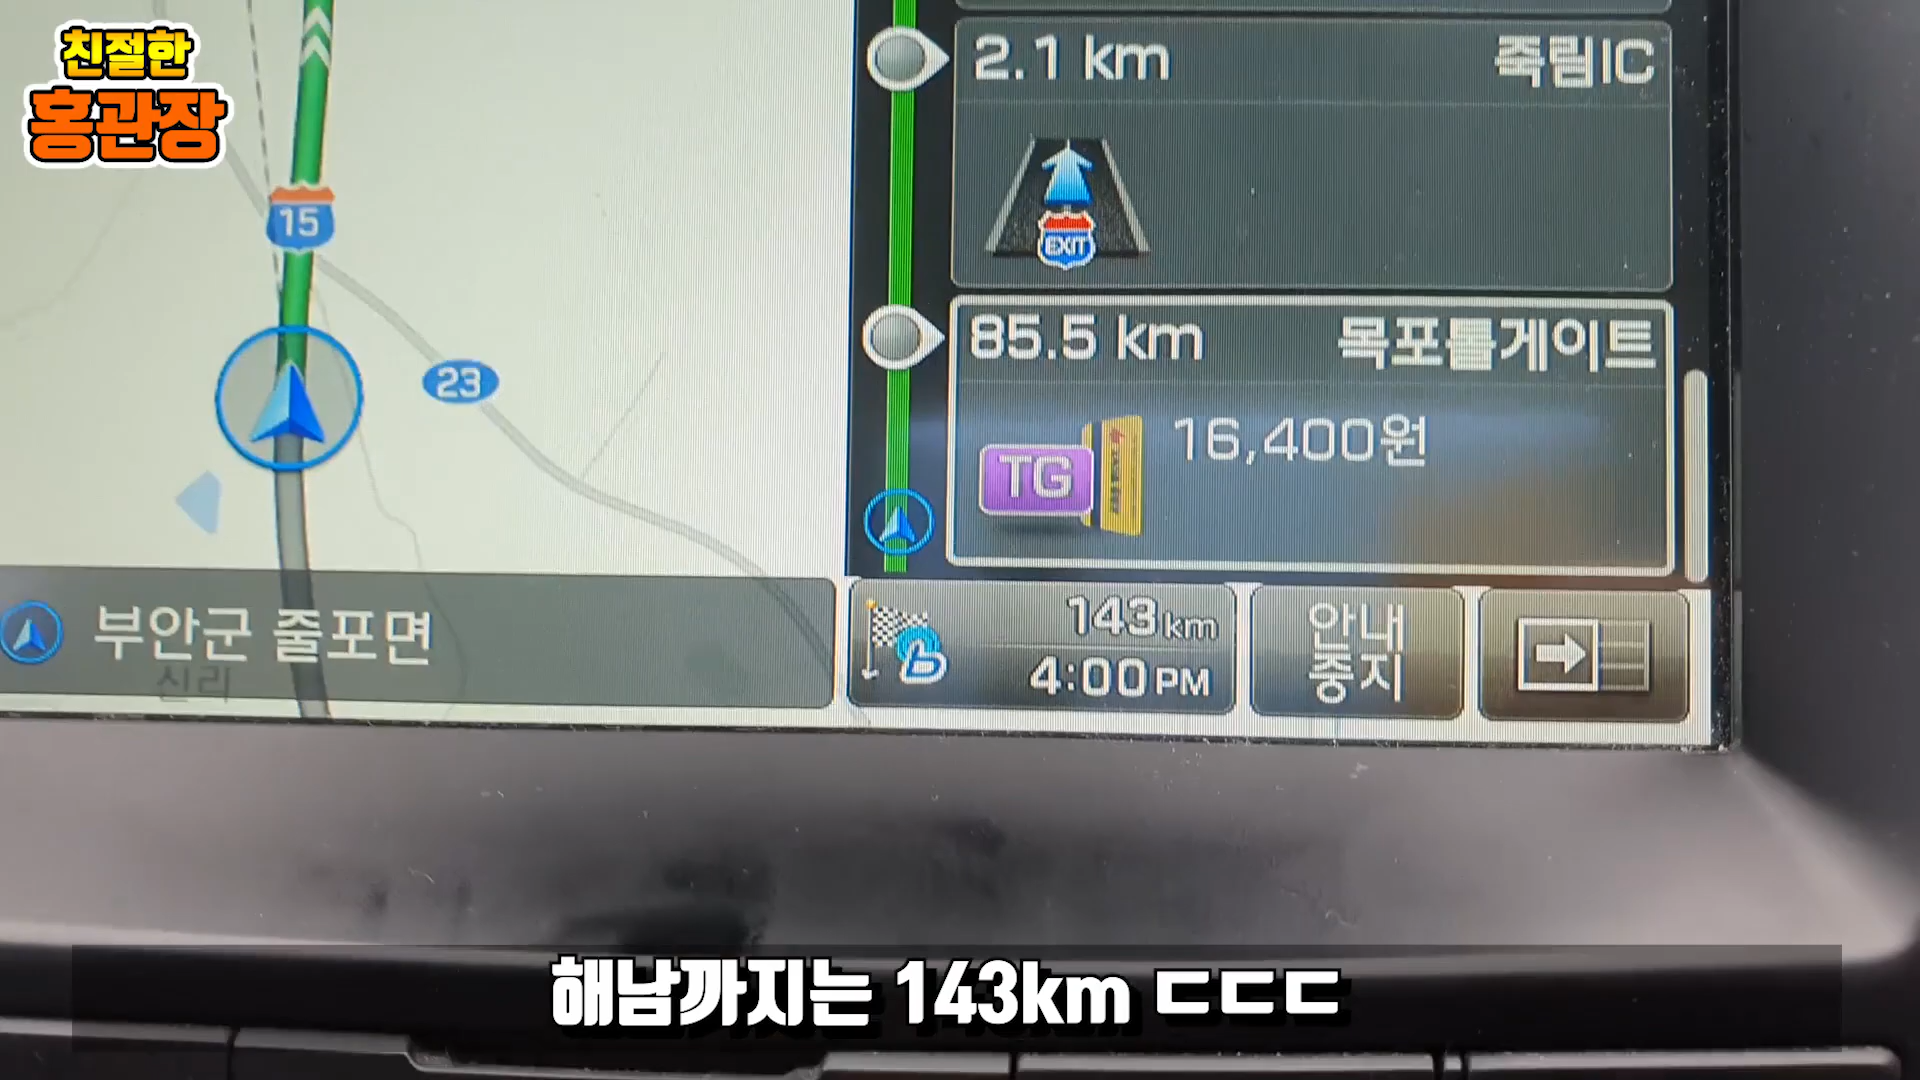 친절한
홍관장
2.1 km 죽림IC
EXIT
15
85.5 km 목포톨게이트
23
16,400원
TG
부안군 줄포면
신리
143km
4:00PM
안내
중지
해남까지는 143km ㄷㄷㄷ